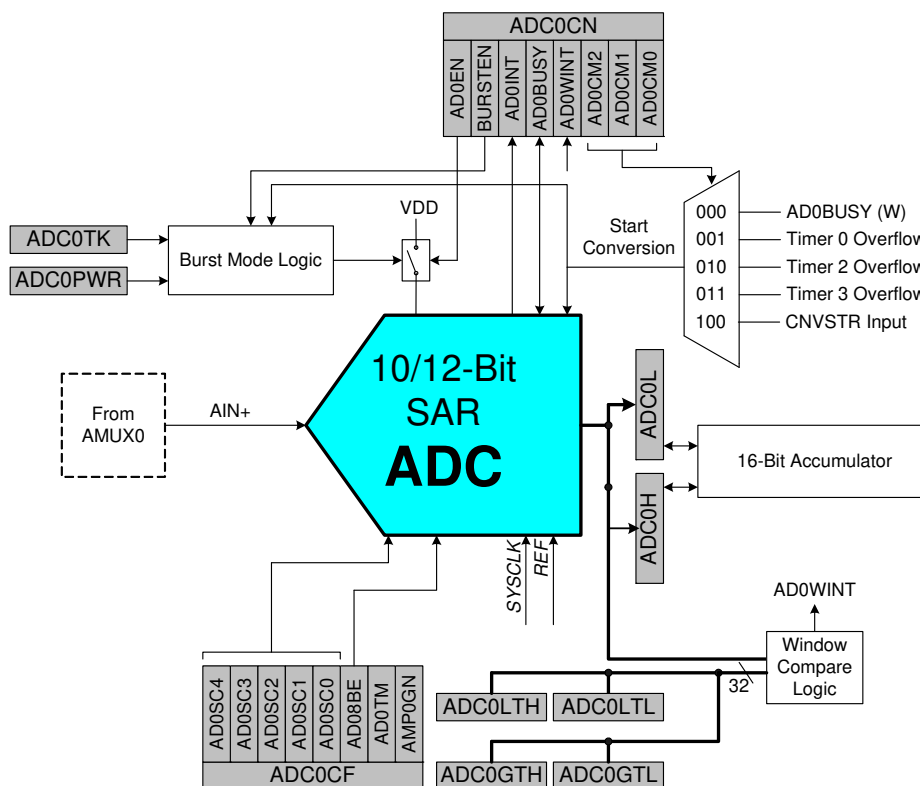 ADC0CN
AD0EN
BURSTEN
AD0INT
AD0BUSY
AD0WINT
AD0CM2
AD0CM1
AD0CM0
VDD
Start
Conversion
000
AD0BUSY (W)
001
Timer 0 Overflow
010
Timer 2 Overflow
011
Timer 3 Overflow
100
CNVSTR Input
ADC0TK
ADC0PWR
Burst Mode Logic
From
AMUX0
AIN+
10/12-Bit
SAR
ADC
ADC0L
ADC0H
16-Bit Accumulator
SYSCLK
REF
AD0WINT
Window
Compare
Logic
32
AD0SC4
AD0SC3
AD0SC2
AD0SC1
AD0SC0
AD08BE
AD0TM
AMP0GN
ADC0CF
ADC0LTH
ADC0LTL
ADC0GTH
ADC0GTL